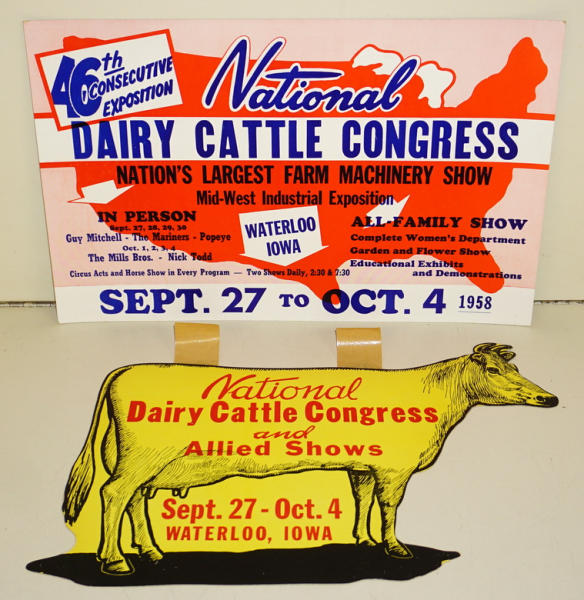 46th
CONSECUTIVE
EXPOSITION
National
DAIRY CATTLE CONGRESS
NATION'S LARGEST FARM MACHINERY SHOW
Mid-West Industrial Exposition
IN PERSON
Sept. 27, 28, 29, 30
Guy Mitchell - The Mariners - Popeye
Oct. 1, 2, 3, 4
The Mills Bros. - Nick Todd
WATERLOO
IOWA
ALL-FAMILY SHOW
Complete Women's Department
Garden and Flower Show
Educational Exhibits
and Demonstrations
Circus Acts and Horse Show in Every Program — Two Shows Daily, 2:30 & 7:30
SEPT. 27 TO OCT. 4 1958
National
Dairy Cattle Congress
and
Allied Shows
Sept. 27 - Oct. 4
WATERLOO, IOWA